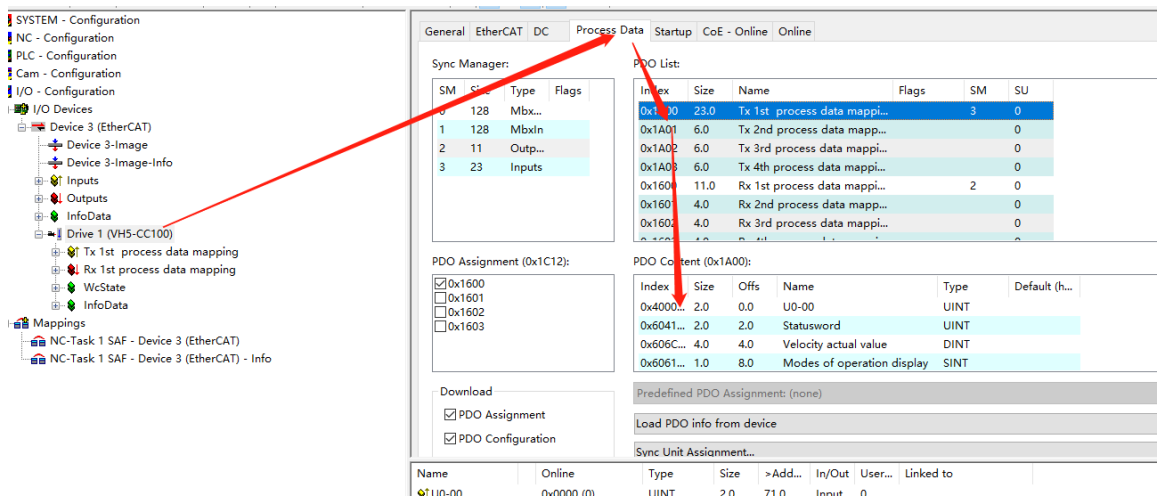 SYSTEM - Configuration
NC - Configuration
PLC - Configuration
Cam - Configuration
I/O - Configuration
I/O Devices
Device 3 (EtherCAT)
Device 3-Image
Device 3-Image-Info
Inputs
Outputs
InfoData
Drive 1 (VH5-CC100)
Tx 1st process data mapping
Rx 1st process data mapping
WcState
InfoData
Mappings
NC-Task 1 SAF - Device 3 (EtherCAT)
NC-Task 1 SAF - Device 3 (EtherCAT) - Info
General EtherCAT DC Process Data Startup CoE - Online Online
Sync Manager:
SM Size Type Flags
0 128 Mbx...
1 128 MbxIn
2 11 Outp...
3 23 Inputs
PDO List:
Index Size Name Flags SM SU
0x1A00 23.0 Tx 1st process data mappi... 3 0
0x1A01 6.0 Tx 2nd process data mapp... 0
0x1A02 6.0 Tx 3rd process data mapp... 0
0x1A03 6.0 Tx 4th process data mapp... 0
0x1600 11.0 Rx 1st process data mappi... 2 0
0x1601 4.0 Rx 2nd process data mapp... 0
0x1602 4.0 Rx 3rd process data mapp... 0
PDO Assignment (0x1C12):
0x1600
0x1601
0x1602
0x1603
PDO Content (0x1A00):
Index Size Offs Name Type Default (h...
0x4000... 2.0 0.0 U0-00 UINT
0x6041... 2.0 2.0 Statusword UINT
0x606C... 4.0 4.0 Velocity actual value DINT
0x6061... 1.0 8.0 Modes of operation display SINT
Download
PDO Assignment
PDO Configuration
Predefined PDO Assignment: (none)
Load PDO info from device
Sync Unit Assignment...
Name Online Type Size >Add... In/Out User... Linked to
U0-00 0x0000 (0) UINT 2.0 71.0 Input 0